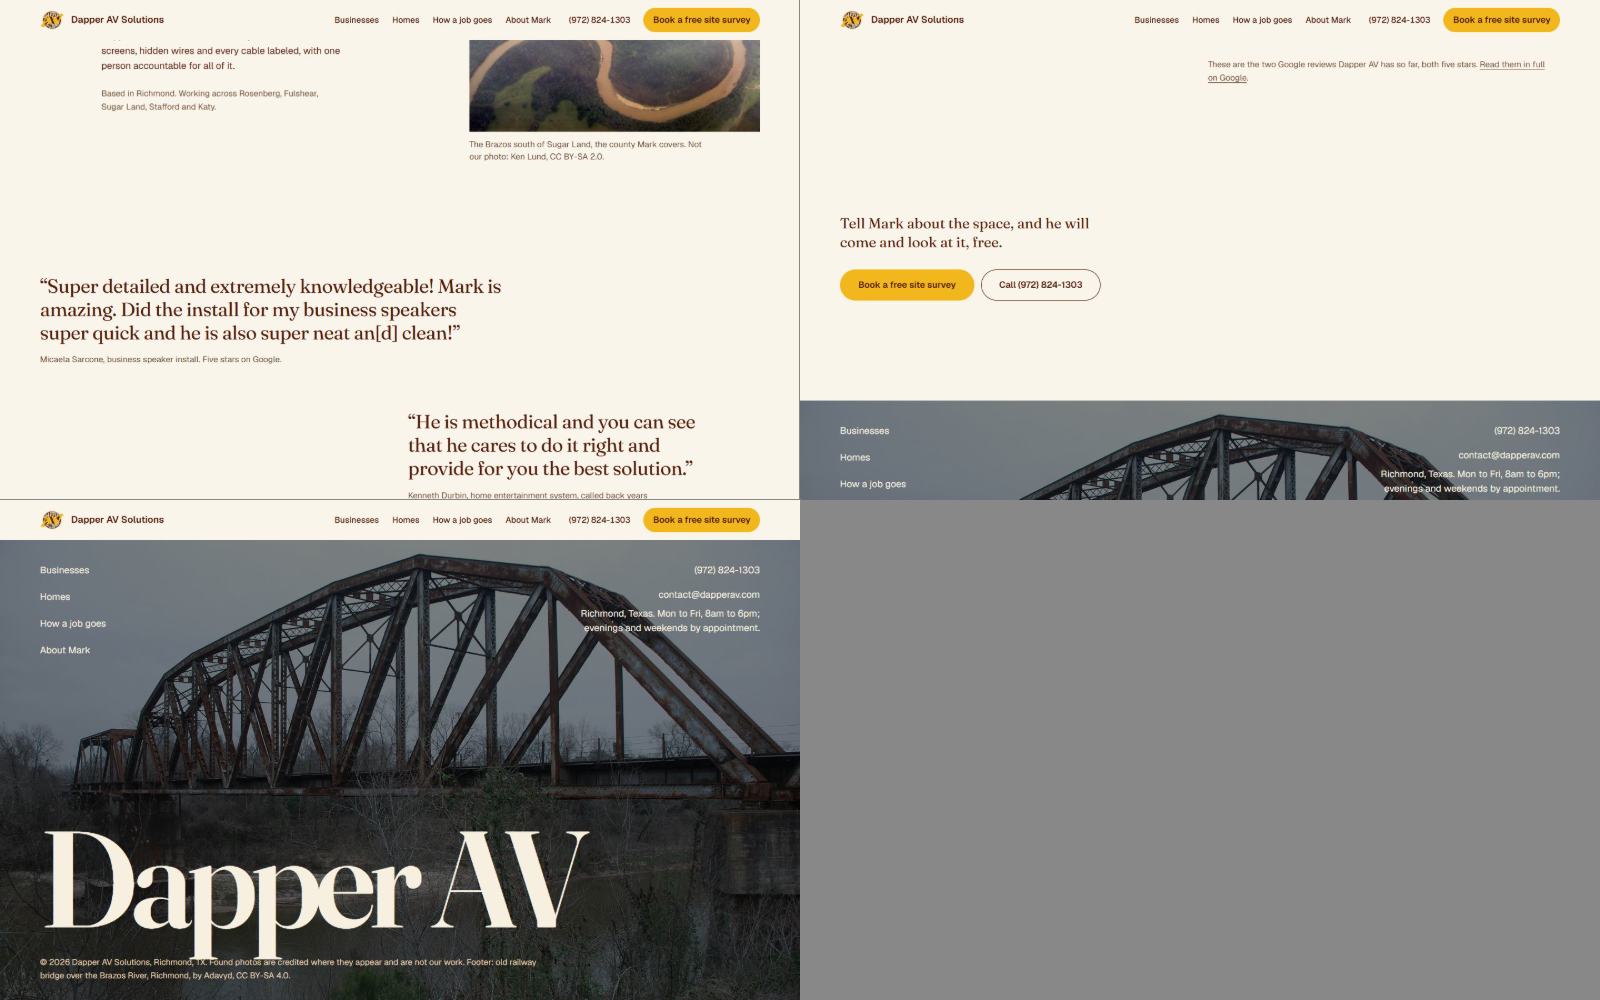 Dapper AV Solutions
Businesses Homes How a job goes About Mark (972) 824-1303 Book a free site survey
screens, hidden wires and every cable labeled, with one
person accountable for all of it.
Based in Richmond. Working across Rosenberg, Fulshear,
Sugar Land, Stafford and Katy.
The Brazos south of Sugar Land, the county Mark covers. Not
our photo: Ken Lund, CC BY-SA 2.0.
“Super detailed and extremely knowledgeable! Mark is
amazing. Did the install for my business speakers
super quick and he is also super neat an[d] clean!”
Micaela Sarcone, business speaker install. Five stars on Google.
“He is methodical and you can see
that he cares to do it right and
provide for you the best solution.”
Kenneth Durbin, home entertainment system, called back years
Dapper AV Solutions
Businesses Homes How a job goes About Mark (972) 824-1303 Book a free site survey
These are the two Google reviews Dapper AV has so far, both five stars. Read them in full
on Google.
Tell Mark about the space, and he will
come and look at it, free.
Book a free site survey
Call (972) 824-1303
Businesses
Homes
How a job goes
(972) 824-1303
contact@dapperav.com
Richmond, Texas. Mon to Fri, 8am to 6pm;
evenings and weekends by appointment.
Dapper AV Solutions
Businesses Homes How a job goes About Mark (972) 824-1303 Book a free site survey
Businesses
Homes
How a job goes
About Mark
(972) 824-1303
contact@dapperav.com
Richmond, Texas. Mon to Fri, 8am to 6pm;
evenings and weekends by appointment.
Dapper AV
© 2026 Dapper AV Solutions, Richmond, TX. Found photos are credited where they appear and are not our work. Footer: old railway
bridge over the Brazos River, Richmond, by Adavyd, CC BY-SA 4.0.